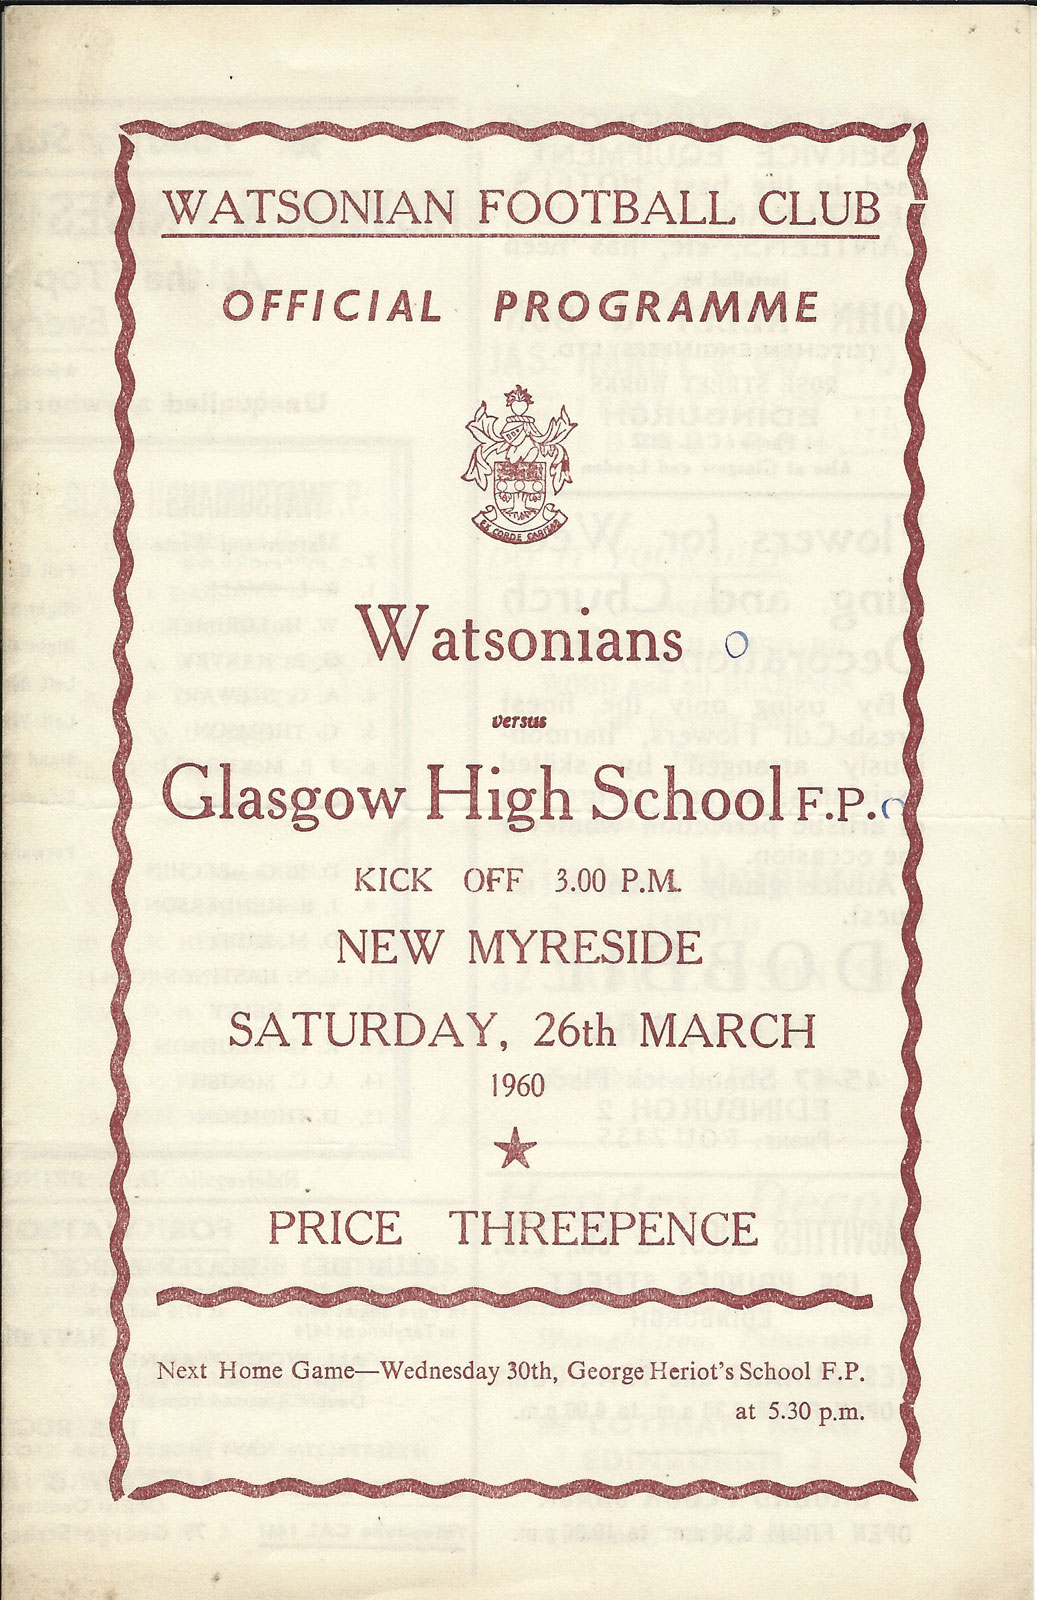 WATSONIAN FOOTBALL CLUB
OFFICIAL PROGRAMME
EX CORDE CARITAS
Watsonians O
versus
Glasgow High School F.P. O
KICK OFF 3.00 P.M.
NEW MYRESIDE
SATURDAY, 26th MARCH
1960
PRICE THREEPENCE
Next Home Game—Wednesday 30th, George Heriot's School F.P.
at 5.30 p.m.